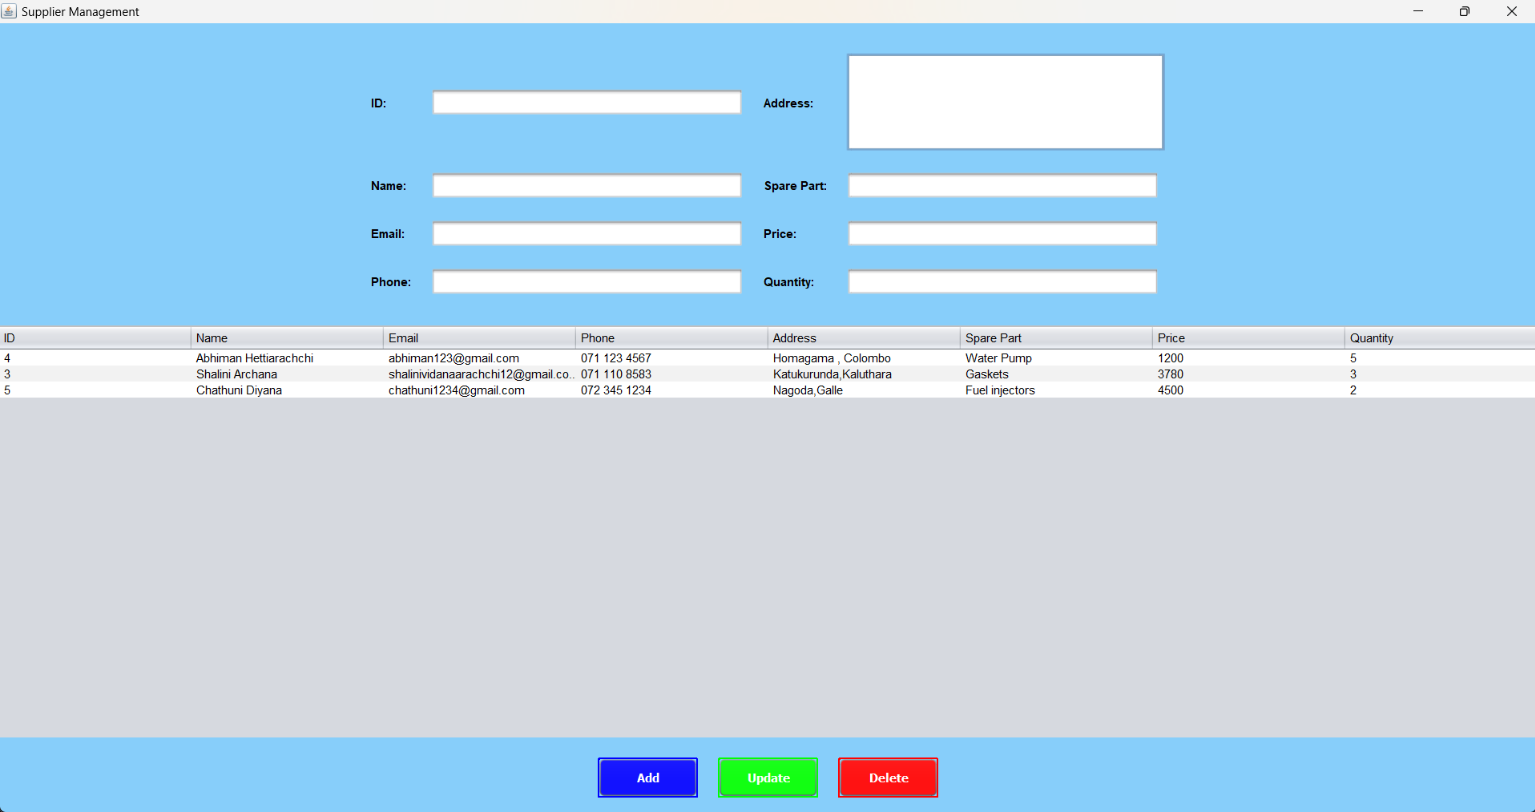 Supplier Management
ID:
Address:
Name:
Spare Part:
Email:
Price:
Phone:
Quantity:
ID Name Email Phone Address Spare Part Price Quantity
4 Abhiman Hettiarachchi abhiman123@gmail.com 071 123 4567 Homagama , Colombo Water Pump 1200 5
3 Shalini Archana shalinividanaarachchi12@gmail.co... 071 110 8583 Katukurunda,Kaluthara Gaskets 3780 3
5 Chathuni Diyana chathuni1234@gmail.com 072 345 1234 Nagoda,Galle Fuel injectors 4500 2
Add Update Delete